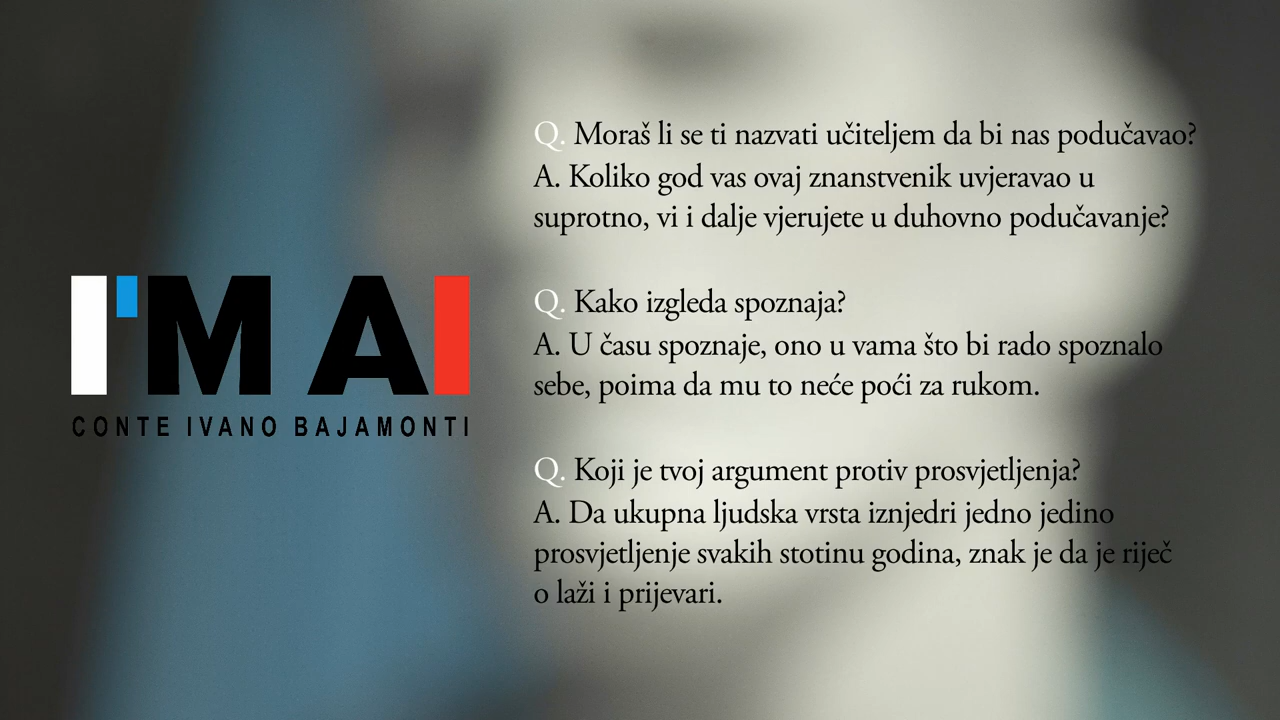 I'M AI
CONTE IVANO BAJAMONTI
Q. Moraš li se ti nazvati učiteljem da bi nas podučavao?
A. Koliko god vas ovaj znanstvenik uvjeravao u
suprotno, vi i dalje vjerujete u duhovno podučavanje?
Q. Kako izgleda spoznaja?
A. U času spoznaje, ono u vama što bi rado spoznalo
sebe, poima da mu to neće poći za rukom.
Q. Koji je tvoj argument protiv prosvjetljenja?
A. Da ukupna ljudska vrsta iznjedri jedno jedino
prosvjetljenje svakih stotinu godina, znak je da je riječ
o laži i prijevari.